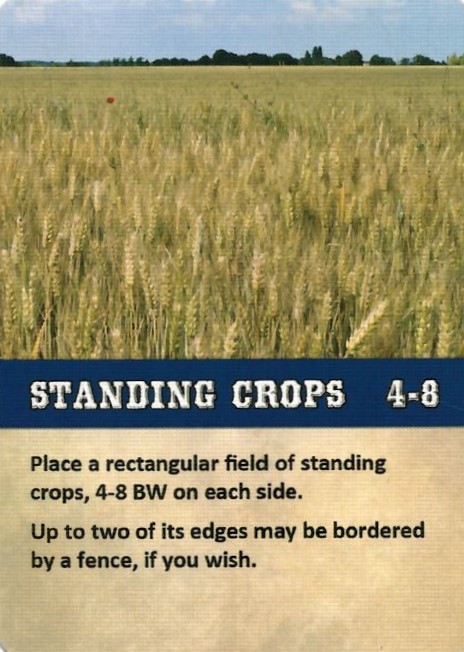 STANDING CROPS 4-8
Place a rectangular field of standing
crops, 4-8 BW on each side.
Up to two of its edges may be bordered
by a fence, if you wish.